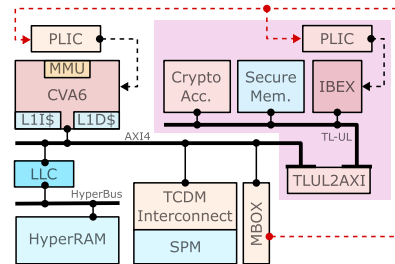 PLIC
PLIC
MMU
CVA6
L1I$ L1D$
Crypto
Acc.
Secure
Mem.
IBEX
TL-UL
AXI4
LLC
TLUL2AXI
HyperBus
HyperRAM
TCDM
Interconnect
SPM
MBOX